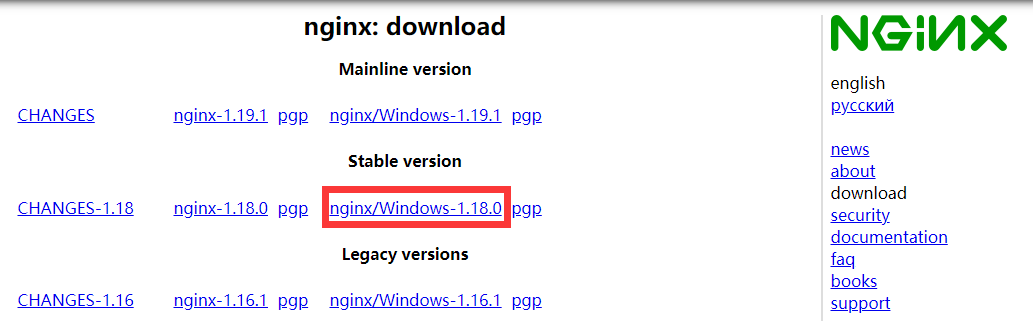 nginx: download
Mainline version
CHANGES nginx-1.19.1 pgp nginx/Windows-1.19.1 pgp
Stable version
CHANGES-1.18 nginx-1.18.0 pgp nginx/Windows-1.18.0 pgp
Legacy versions
CHANGES-1.16 nginx-1.16.1 pgp nginx/Windows-1.16.1 pgp
NGINX
english
русский
news
about
download
security
documentation
faq
books
support